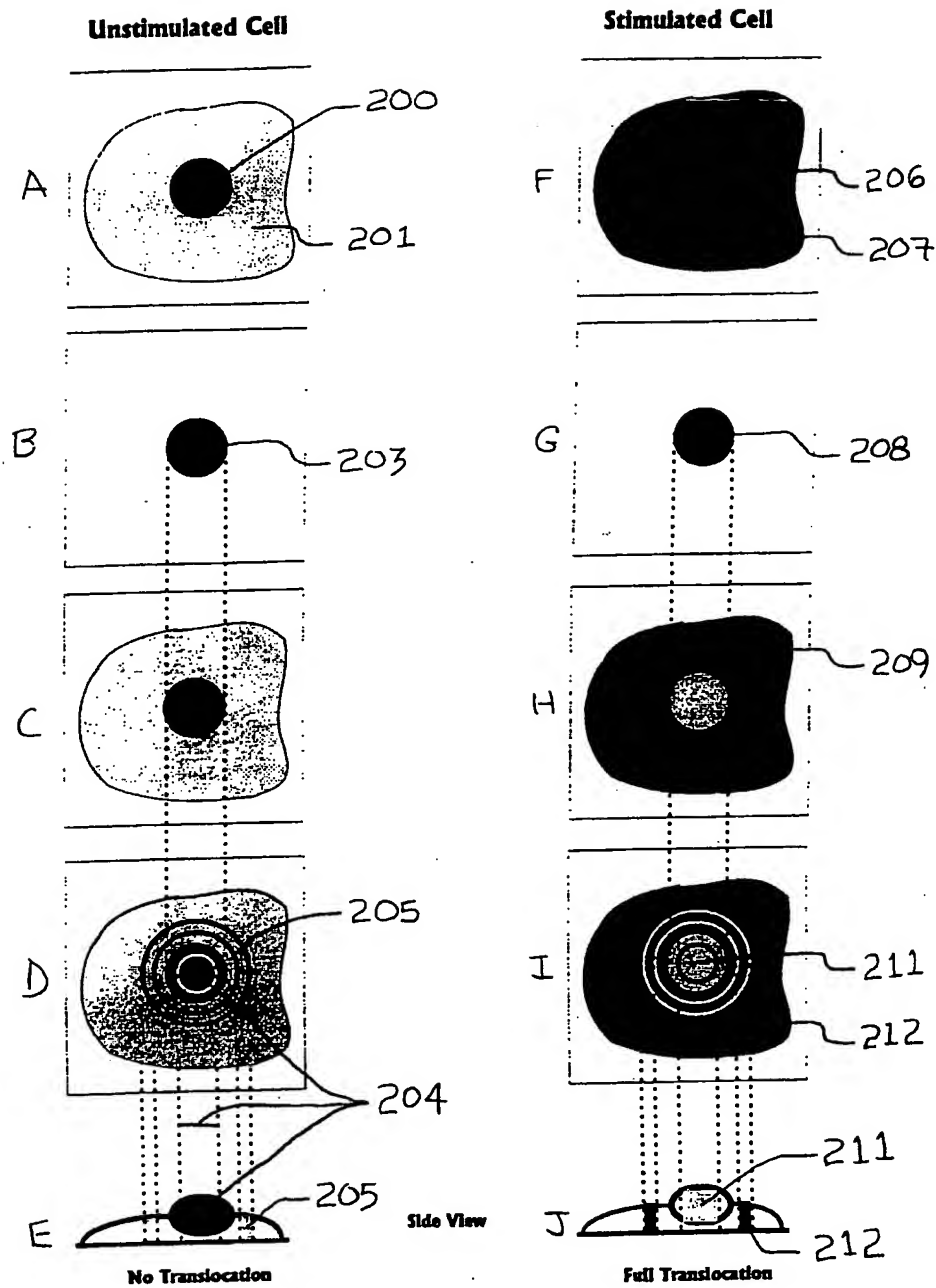 Unstimulated Cell
Stimulated Cell
A
200
201
F
206
207
B
203
G
208
C
H
209
D
205
I
211
212
204
E
205
Side View
J
211
212
No Translocation
Full Translocation